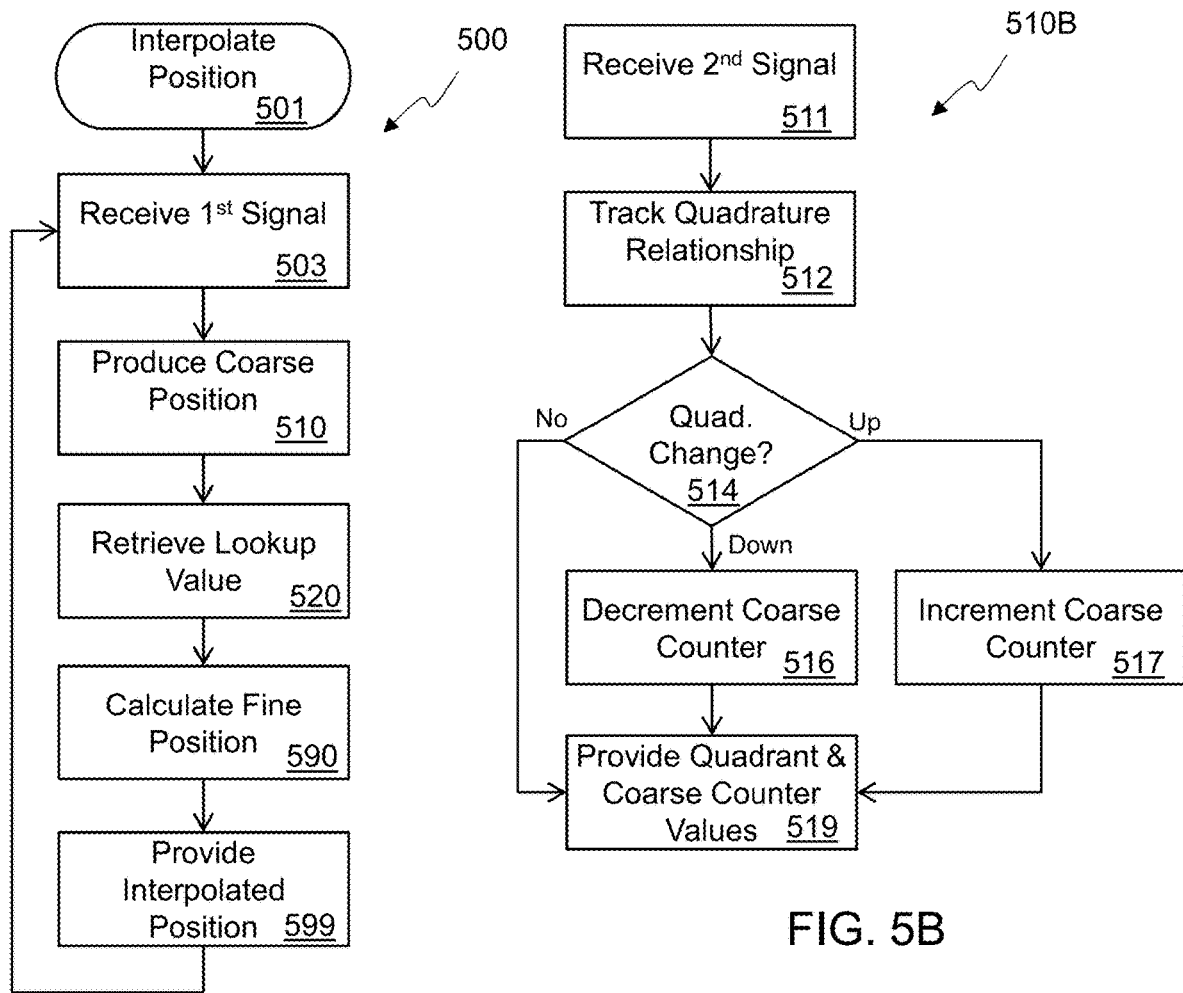 Interpolate
Position
501
500
Receive 1st Signal
503
Produce Coarse
Position
510
Retrieve Lookup
Value
520
Calculate Fine
Position
590
Provide
Interpolated
Position 599
510B
Receive 2nd Signal
511
Track Quadrature
Relationship
512
No
Quad.
Change?
514
Up
Down
Decrement Coarse
Counter
516
Increment Coarse
Counter
517
Provide Quadrant &
Coarse Counter
Values 519
FIG. 5B